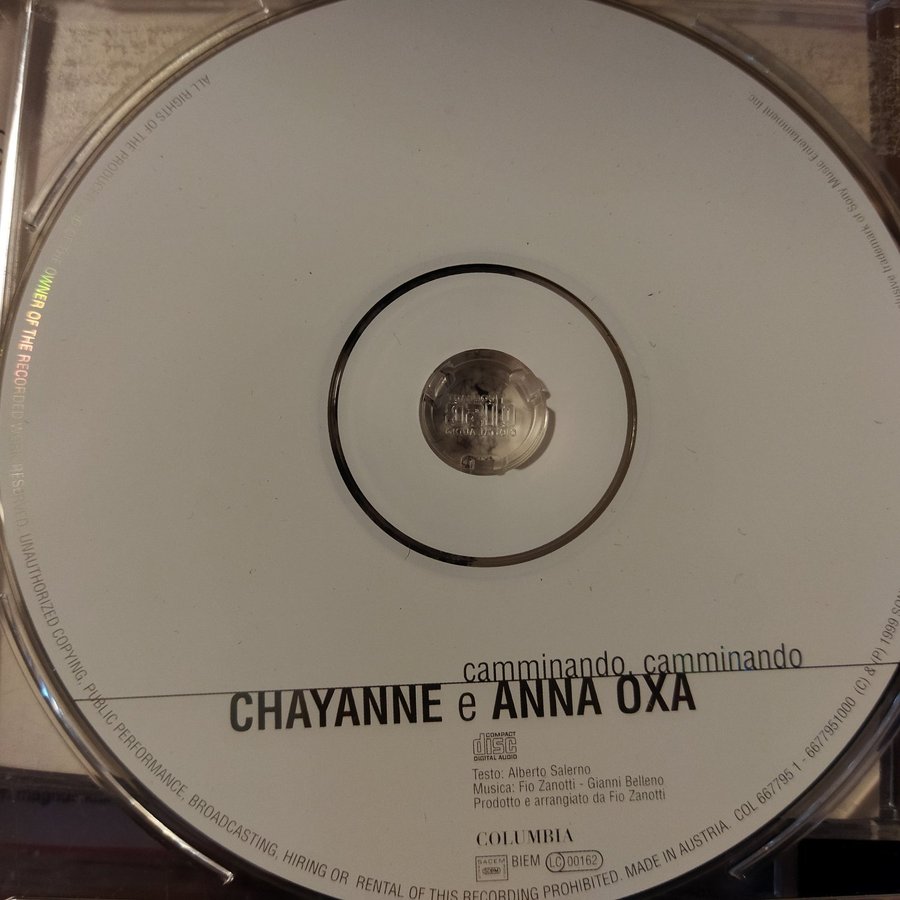 camminando, camminando
CHAYANNE e ANNA OXA
COMPACT
disc
DIGITAL AUDIO
Testo: Alberto Salerno
Musica: Fio Zanotti - Gianni Belleno
Prodotto e arrangiato da Fio Zanotti
COLUMBIA
SACEM
BIEM LC 00162
ALL RIGHTS OF THE PRODUCER OWNER OF THE RECORDED WORK RESERVED. UNAUTHORIZED COPYING, PUBLIC PERFORMANCE, BROADCASTING, HIRING OR RENTAL OF THIS RECORDING PROHIBITED. MADE IN AUSTRIA. COL 667795 1 - 6677951000 (C) & (P) 1999
trademark of Sony Music Entertainment Inc.